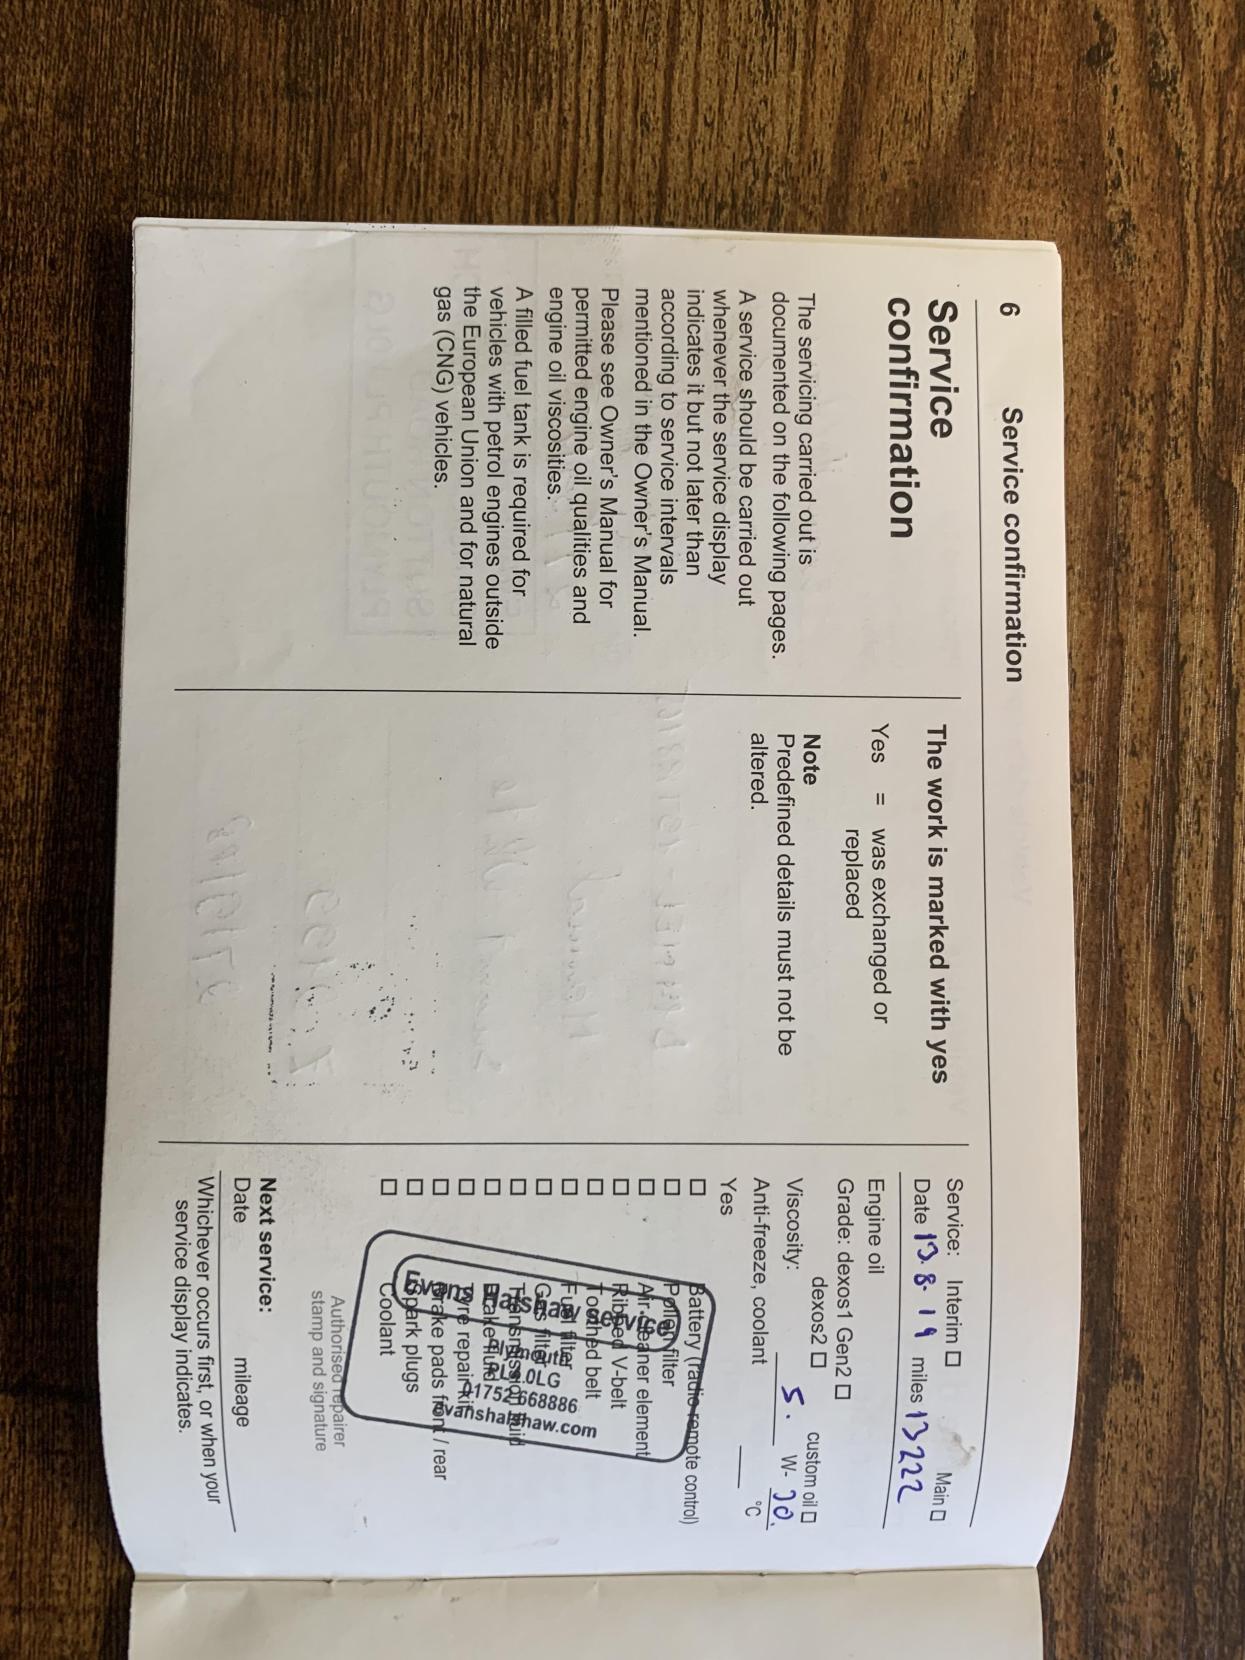 6 Service confirmation
Service
confirmation
The servicing carried out is
documented on the following pages.
A service should be carried out
whenever the service display
indicates it but not later than
according to service intervals
mentioned in the Owner's Manual.
Please see Owner's Manual for
permitted engine oil qualities and
engine oil viscosities.
A filled fuel tank is required for
vehicles with petrol engines outside
the European Union and for natural
gas (CNG) vehicles.
The work is marked with yes
Yes = was exchanged or
replaced
Note
Predefined details must not be
altered.
Service: Interim ☐ Main ☐
Date 13.8.19 miles 13222
Engine oil
Grade: dexos1 Gen2 ☐
dexos2 ☐ custom oil ☐
Viscosity: 5. W-30.
Anti-freeze, coolant °C
Yes
☐ Battery (radio remote control)
☐ Pollen filter
☐ Air cleaner element
☐ Ribbed V-belt
☐ Toothed belt
☐ Fuel filter
☐ Gas filter
☐ Transmission fluid
☐ Brake fluid
☐ Tyre repair kit
☐ Brake pads front / rear
☐ Spark plugs
☐ Coolant
Evans Halshaw service
Plymouth
0LG
01752 668886
evanshalshaw.com
Authorised repairer
stamp and signature
Next service:
Date mileage
Whichever occurs first, or when your
service display indicates.